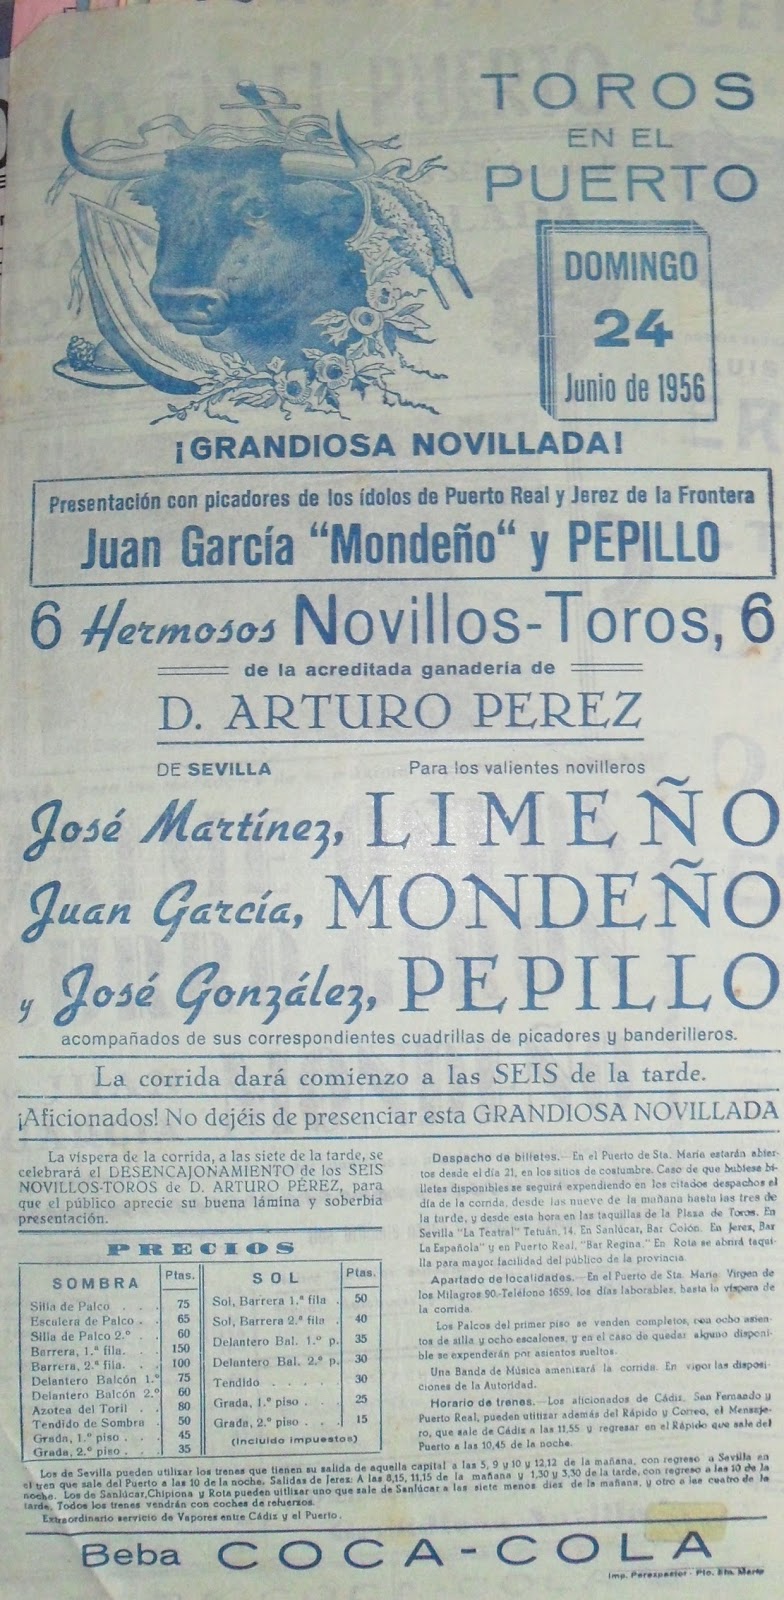 TOROS
EN EL
PUERTO
DOMINGO
24
Junio de 1956
¡GRANDIOSA NOVILLADA!
Presentación con picadores de los ídolos de Puerto Real y Jerez de la Frontera
Juan García "Mondeño" y PEPILLO
6 Hermosos Novillos-Toros, 6
de la acreditada ganadería de
D. ARTURO PEREZ
DE SEVILLA
Para los valientes novilleros
José Martínez, LIMEÑO
Juan García, MONDEÑO
y José González, PEPILLO
acompañados de sus correspondientes cuadrillas de picadores y banderilleros.
La corrida dará comienzo a las SEIS de la tarde.
¡Aficionados! No dejéis de presenciar esta GRANDIOSA NOVILLADA
La víspera de la corrida, a las siete de la tarde, se
celebrará el DESENCAJONAMIENTO de los SEIS
NOVILLOS-TOROS de D. ARTURO PÉREZ, para
que el público aprecie su buena lámina y soberbia
presentación.
PRECIOS
SOMBRA Ptas.
Silla de Palco . . . 75
Escalera de Palco . 65
Silla de Palco 2.º . 60
Barrera, 1.ª fila. . 150
Barrera, 2.ª fila. . 100
Delantero Balcón 1.º 75
Delantero Balcón 2.º 60
Azotea del Toril . 80
Tendido de Sombra . 50
Grada, 1.º piso . . 45
Grada, 2.º piso . . 35
SOL Ptas.
Sol, Barrera 1.ª fila . 50
Sol, Barrera 2.ª fila . 40
Delantero Bal. 1.º p. 35
Delantero Bal. 2.º p. 30
Tendido . . . . 30
Grada, 1.º piso . . 25
Grada, 2.º piso . . 15
(Incluido impuestos)
Despacho de billetes.— En el Puerto de Sta. María estarán abier-
tos desde el día 21, en los sitios de costumbre. Caso de que hubiese bi-
lletes disponibles se seguirá expendiendo en los citados despachos el
día de la corrida, desde las nueve de la mañana hasta las tres de
la tarde, y desde esta hora en las taquillas de la Plaza de Toros. En
Sevilla "La Teatral" Tetuán, 14. En Sanlúcar, Bar Colón. En Jerez, Bar
La Española" y en Puerto Real, "Bar Regina." En Rota se abrirá taqui-
lla para mayor facilidad del público de la provincia.
Apartado de localidades.—En el Puerto de Sta. María Virgen de
los Milagros 90.-Teléfono 1659, los días laborables, hasta la víspera de
la corrida.
Los Palcos del primer piso se venden completos, con ocho asien-
tos de silla y ocho escalones, y en el caso de quedar alguno disponi-
ble se expenderán por asientos sueltos.
Una Banda de Música amenizará la corrida. En vigor las disposi-
ciones de la Autoridad.
Horario de trenes.—Los aficionados de Cádiz, San Fernando y
Puerto Real, pueden utilizar además del Rápido y Correo, el Mensaje-
ro, que sale de Cádiz a las 11,55 y regresar en el Rápido que sale del
Puerto a las 10,45 de la noche.
Los de Sevilla pueden utilizar los trenes que tienen su salida de aquella capital a las 5, 9 y 10 y 12,12 de la mañana, con regreso a Sevilla en
el tren que sale del Puerto a las 10 de la noche. Salidas de Jerez: A las 8,15, 11,15 de la mañana y 1,30 y 3,30 de la tarde, con regreso a las 10 de la
noche. Los de Sanlúcar, Chipiona y Rota pueden utilizar uno que sale de Sanlúcar a las siete menos diez de la mañana, y otro a las cuatro de la
tarde. Todos los trenes vendrán con coches de refuerzos.
Extraordinario servicio de Vapores entre Cádiz y el Puerto.
Beba COCA-COLA
Imp. - Pto. Sta. María